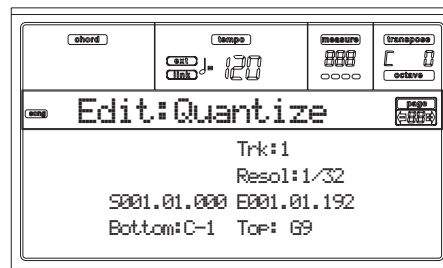 chord tempo measure transpose
ext link ♩= 120 888 C 0
octave
song Edit:Quantize page
88
Trk:1
Resol:1/32
S001.01.000 E001.01.192
Bottom:C-1 Top: G9